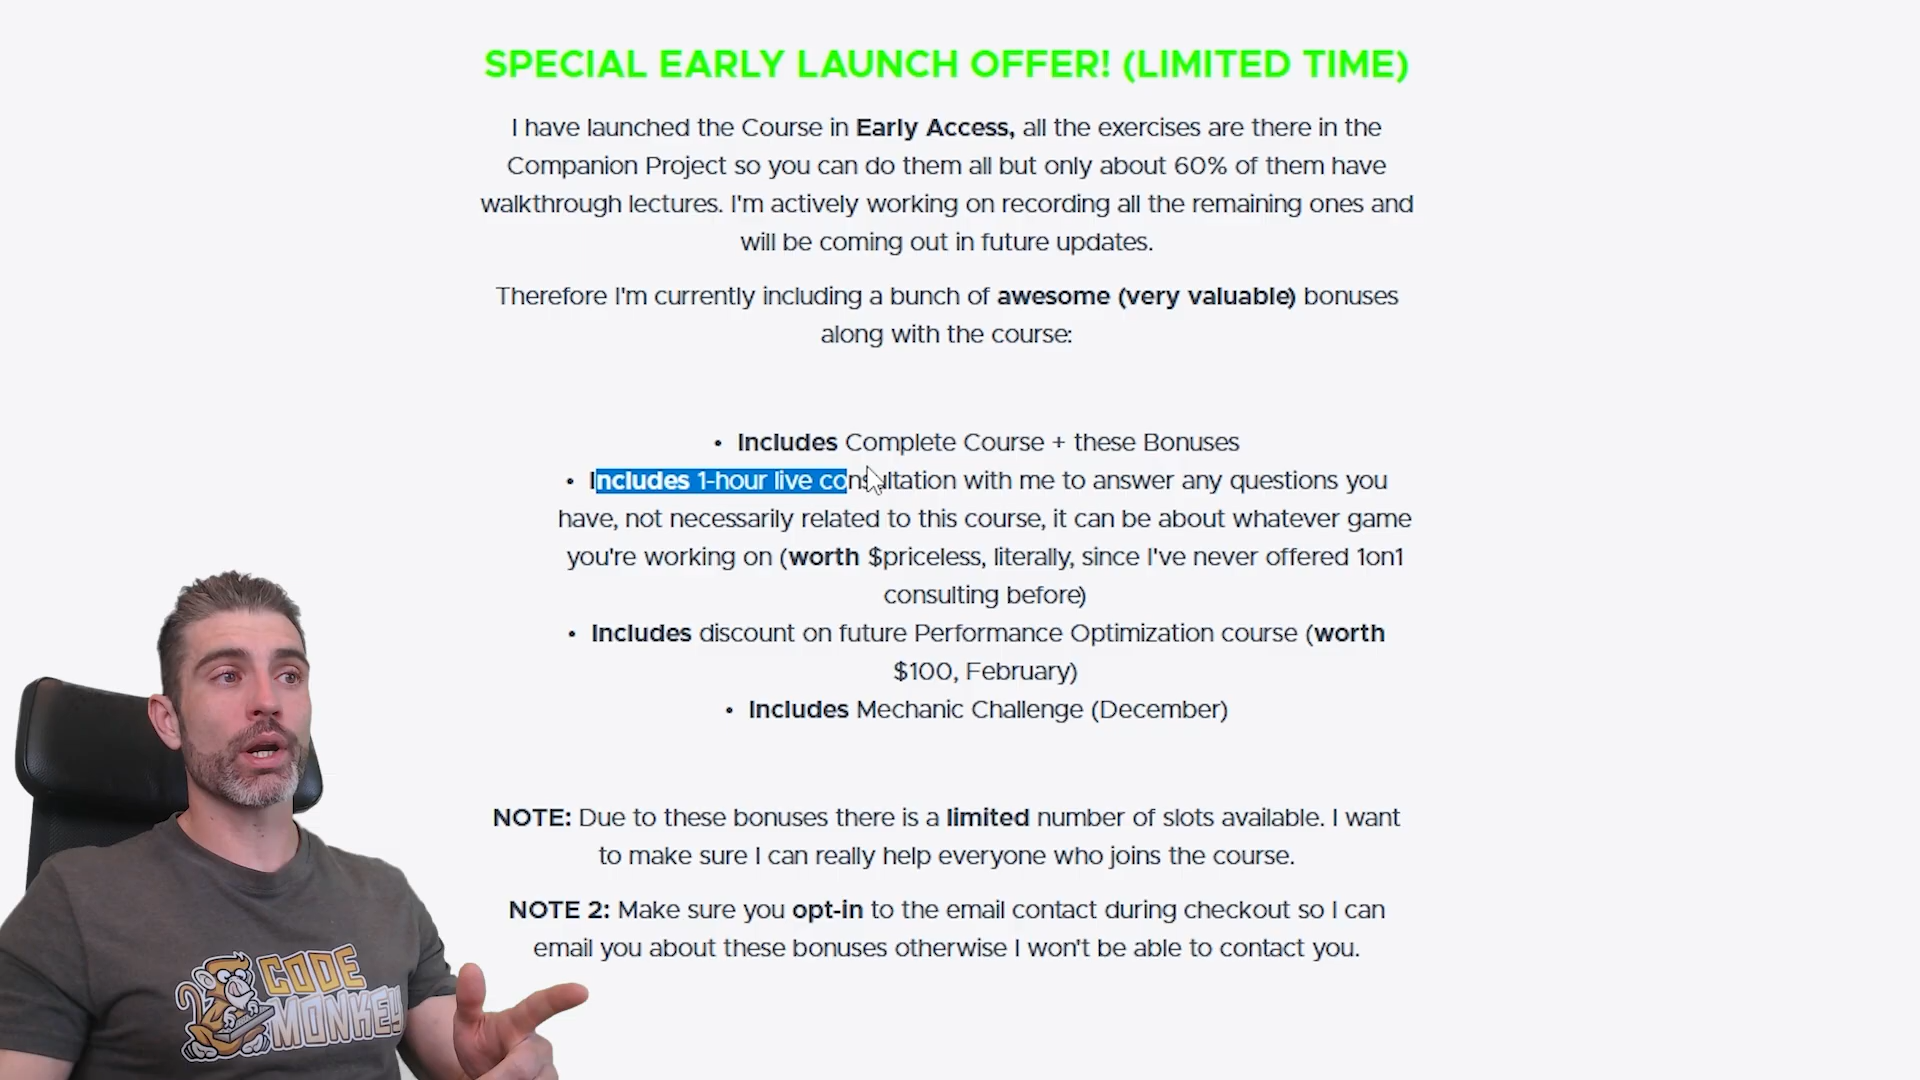 SPECIAL EARLY LAUNCH OFFER! (LIMITED TIME)
I have launched the Course in Early Access, all the exercises are there in the
Companion Project so you can do them all but only about 60% of them have
walkthrough lectures. I'm actively working on recording all the remaining ones and
will be coming out in future updates.
Therefore I'm currently including a bunch of awesome (very valuable) bonuses
along with the course:
• Includes Complete Course + these Bonuses
• Includes 1-hour live consultation with me to answer any questions you
have, not necessarily related to this course, it can be about whatever game
you're working on (worth $priceless, literally, since I've never offered 1on1
consulting before)
• Includes discount on future Performance Optimization course (worth
$100, February)
• Includes Mechanic Challenge (December)
NOTE: Due to these bonuses there is a limited number of slots available. I want
to make sure I can really help everyone who joins the course.
NOTE 2: Make sure you opt-in to the email contact during checkout so I can
email you about these bonuses otherwise I won't be able to contact you.
CODE
MONKEY